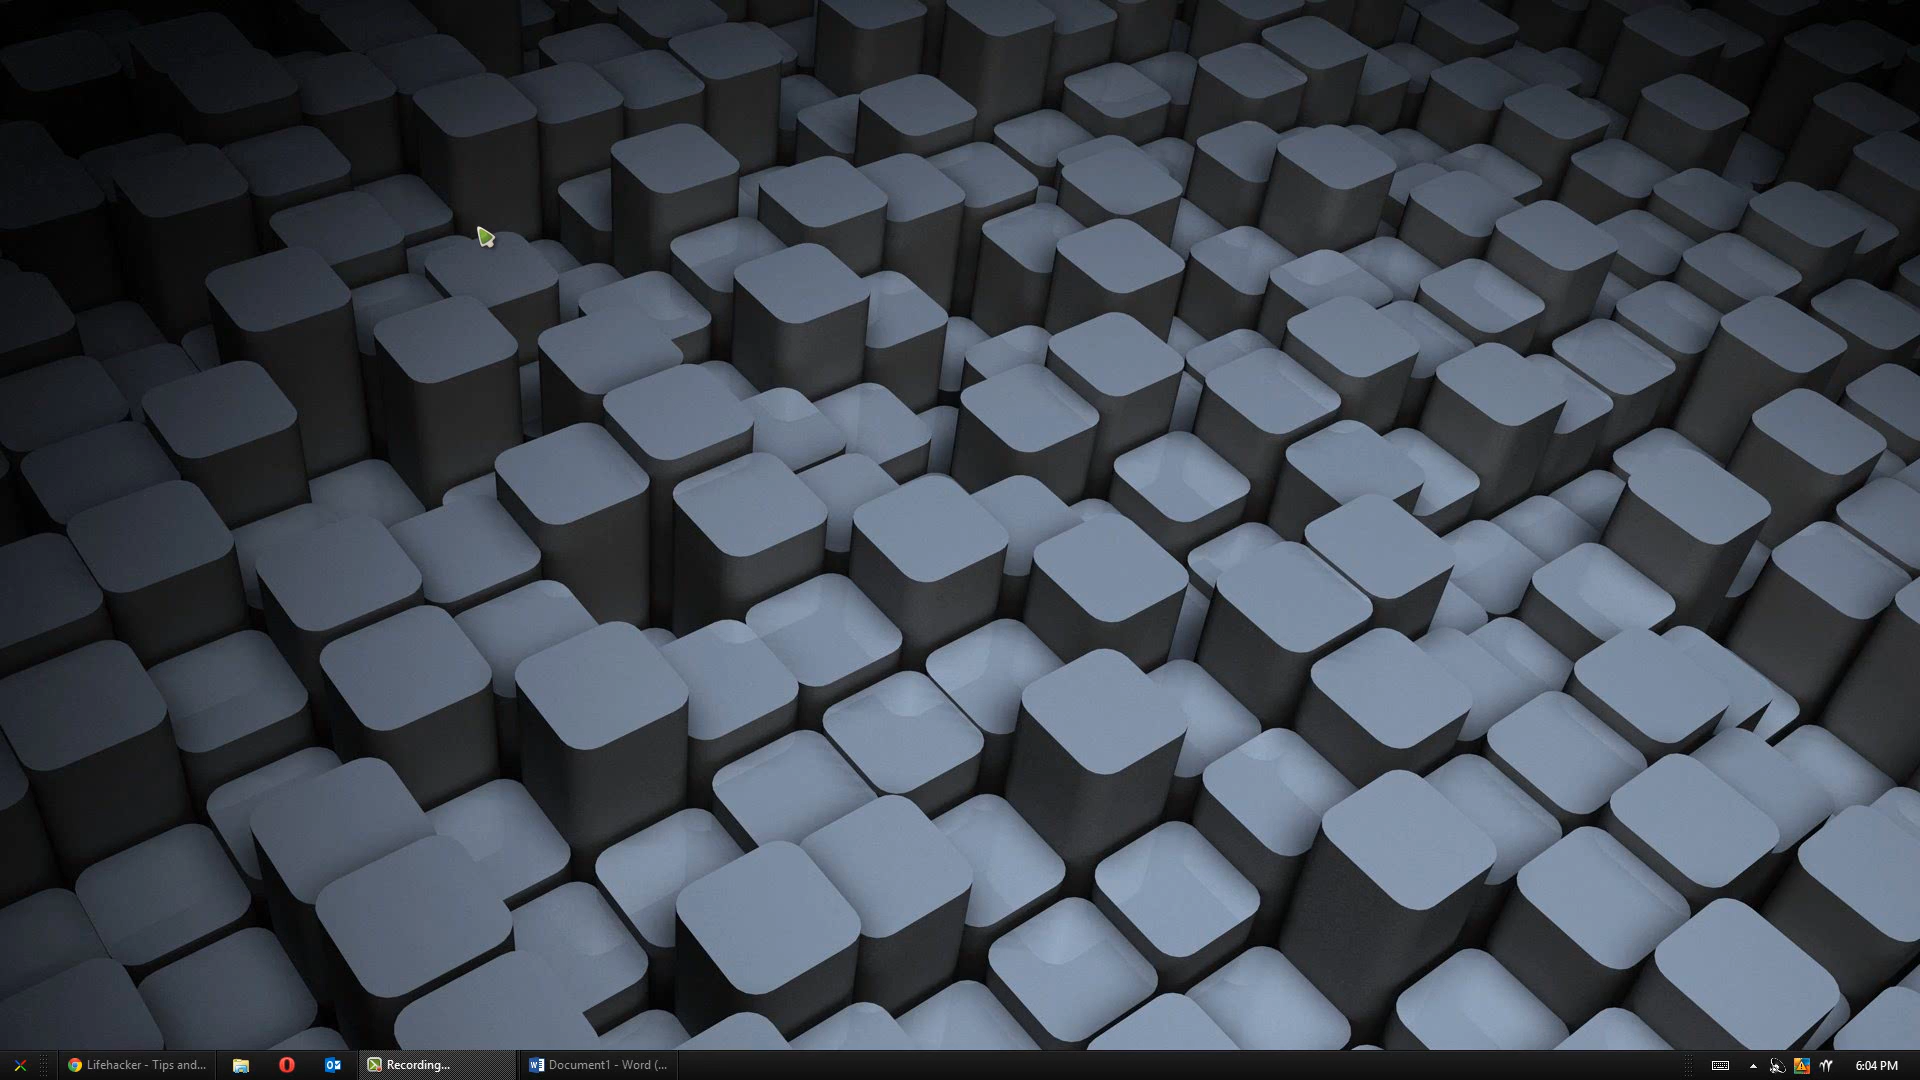 Lifehacker - Tips and...
Recording...
Document1 - Word (...
6:04 PM